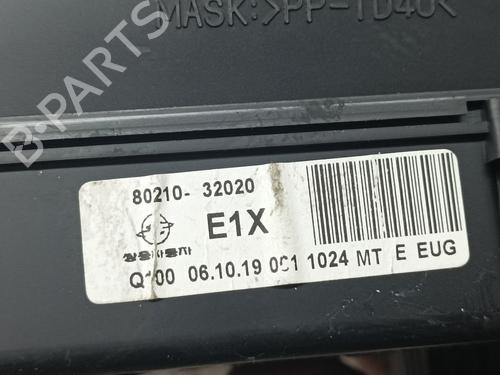 MASK:>PP-TD40<
B-PARTS
80210- 32020
E1X
쌍용자동차
Q100 06.10.19 001 1024 MT E EUG